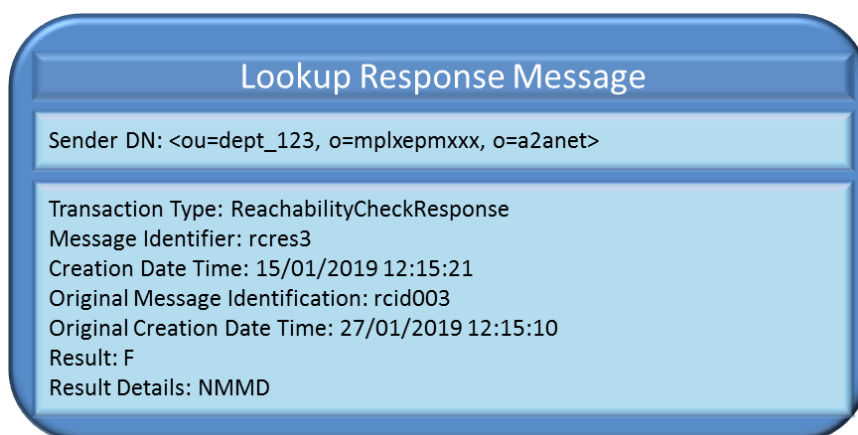 Lookup Response Message
Sender DN: <ou=dept_123, o=mplxepmxxx, o=a2anet>
Transaction Type: ReachabilityCheckResponse
Message Identifier: rcres3
Creation Date Time: 15/01/2019 12:15:21
Original Message Identification: rcid003
Original Creation Date Time: 27/01/2019 12:15:10
Result: F
Result Details: NMMD